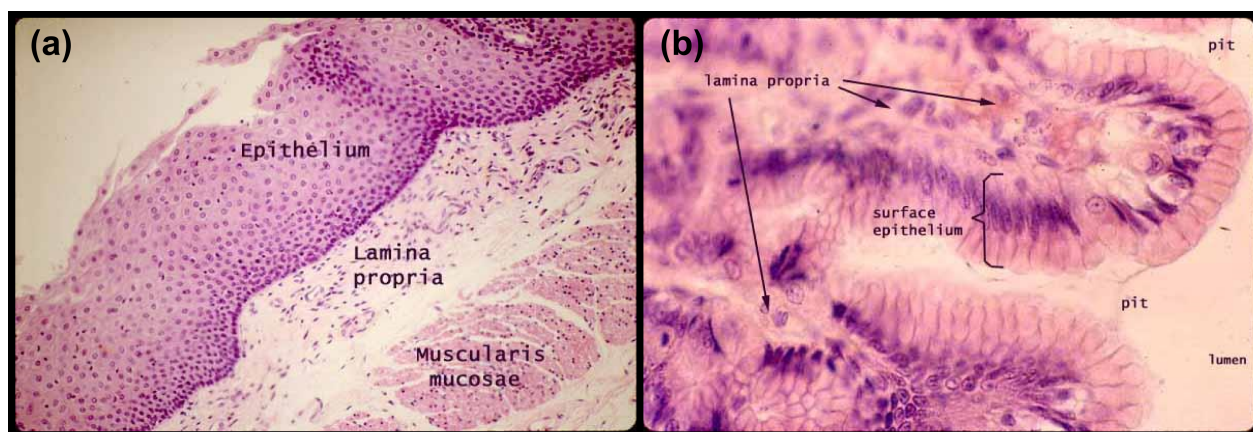 (a)
Epithelium
Lamina
propria
Muscularis
mucosae
(b)
pit
lamina propria
surface
epithelium
pit
lumen